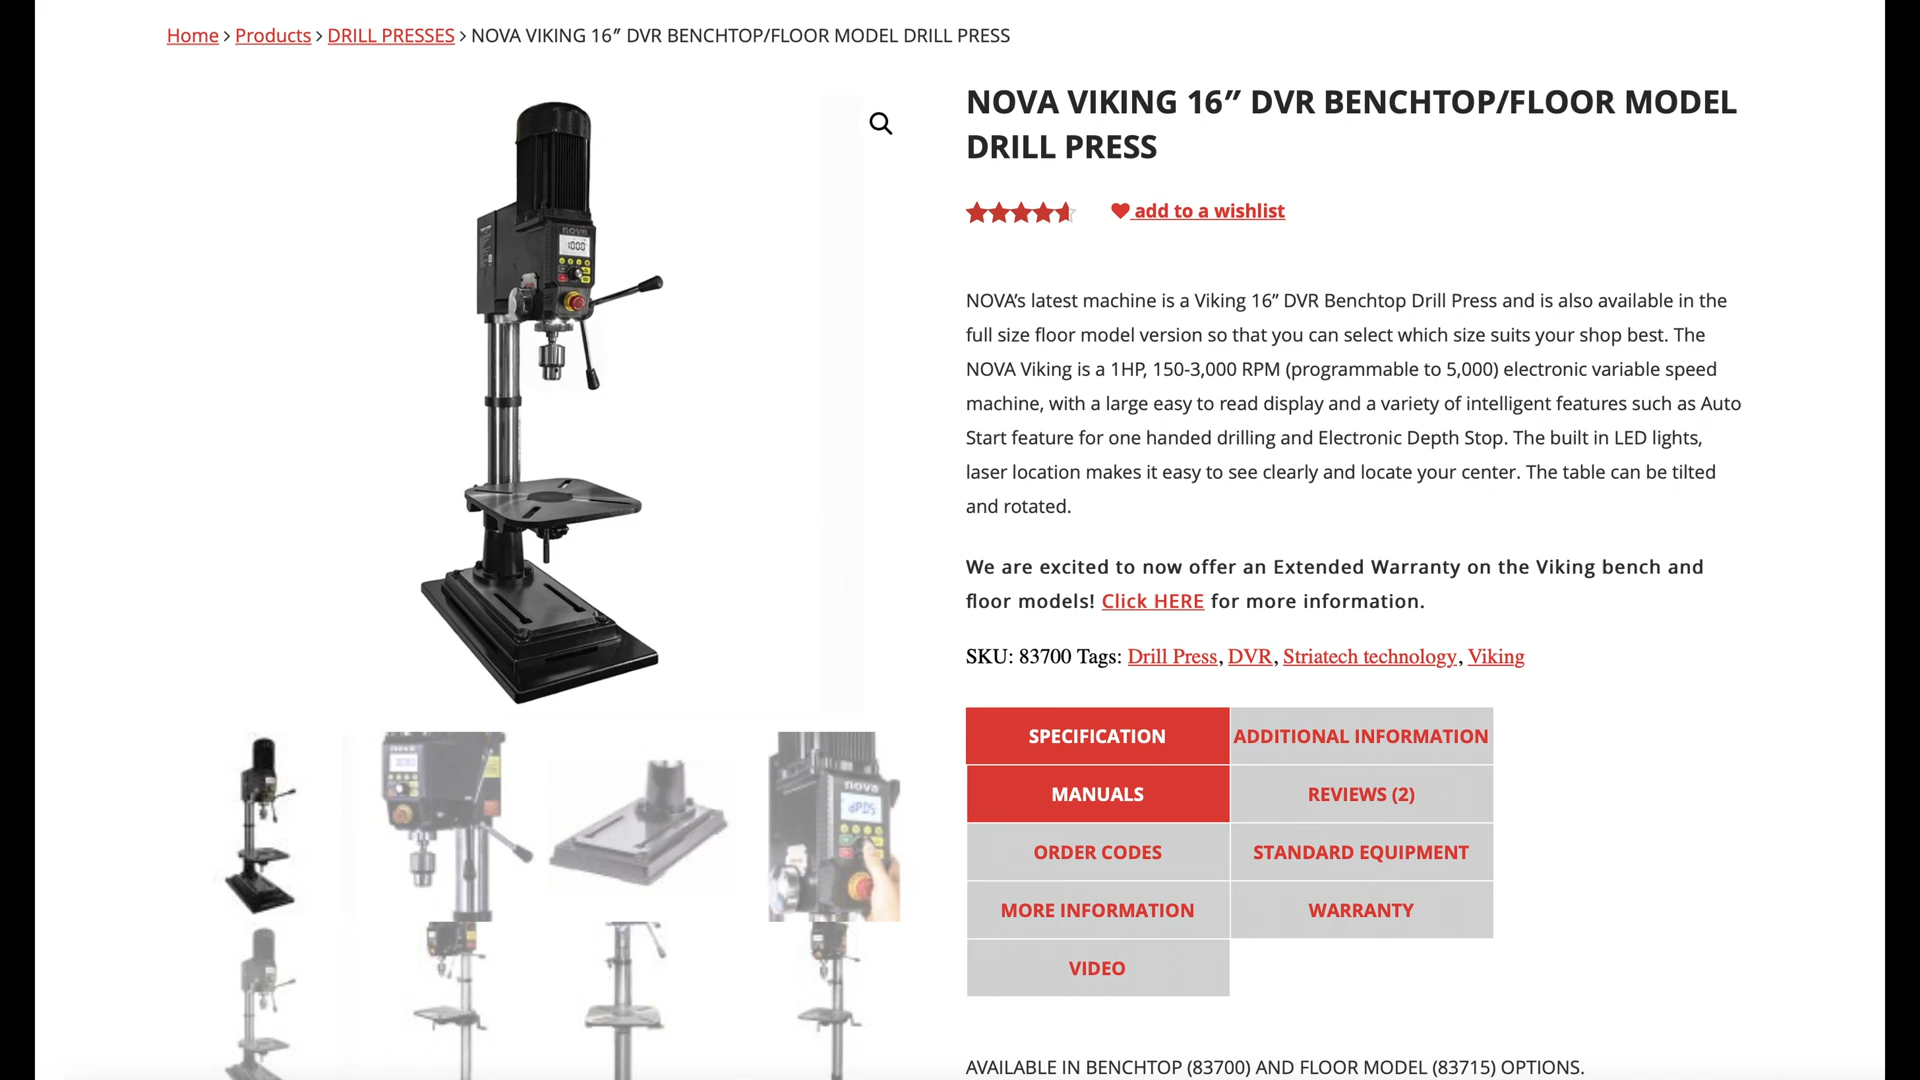 Home > Products > DRILL PRESSES > NOVA VIKING 16″ DVR BENCHTOP/FLOOR MODEL DRILL PRESS
NOVA VIKING 16″ DVR BENCHTOP/FLOOR MODEL
DRILL PRESS
add to a wishlist
nova
1000
NOVA’s latest machine is a Viking 16” DVR Benchtop Drill Press and is also available in the
full size floor model version so that you can select which size suits your shop best. The
NOVA Viking is a 1HP, 150-3,000 RPM (programmable to 5,000) electronic variable speed
machine, with a large easy to read display and a variety of intelligent features such as Auto
Start feature for one handed drilling and Electronic Depth Stop. The built in LED lights,
laser location makes it easy to see clearly and locate your center. The table can be tilted
and rotated.
We are excited to now offer an Extended Warranty on the Viking bench and
floor models! Click HERE for more information.
SKU: 83700 Tags: Drill Press, DVR, Striatech technology, Viking
SPECIFICATION
ADDITIONAL INFORMATION
MANUALS
REVIEWS (2)
ORDER CODES
STANDARD EQUIPMENT
MORE INFORMATION
WARRANTY
VIDEO
nova
AVAILABLE IN BENCHTOP (83700) AND FLOOR MODEL (83715) OPTIONS.